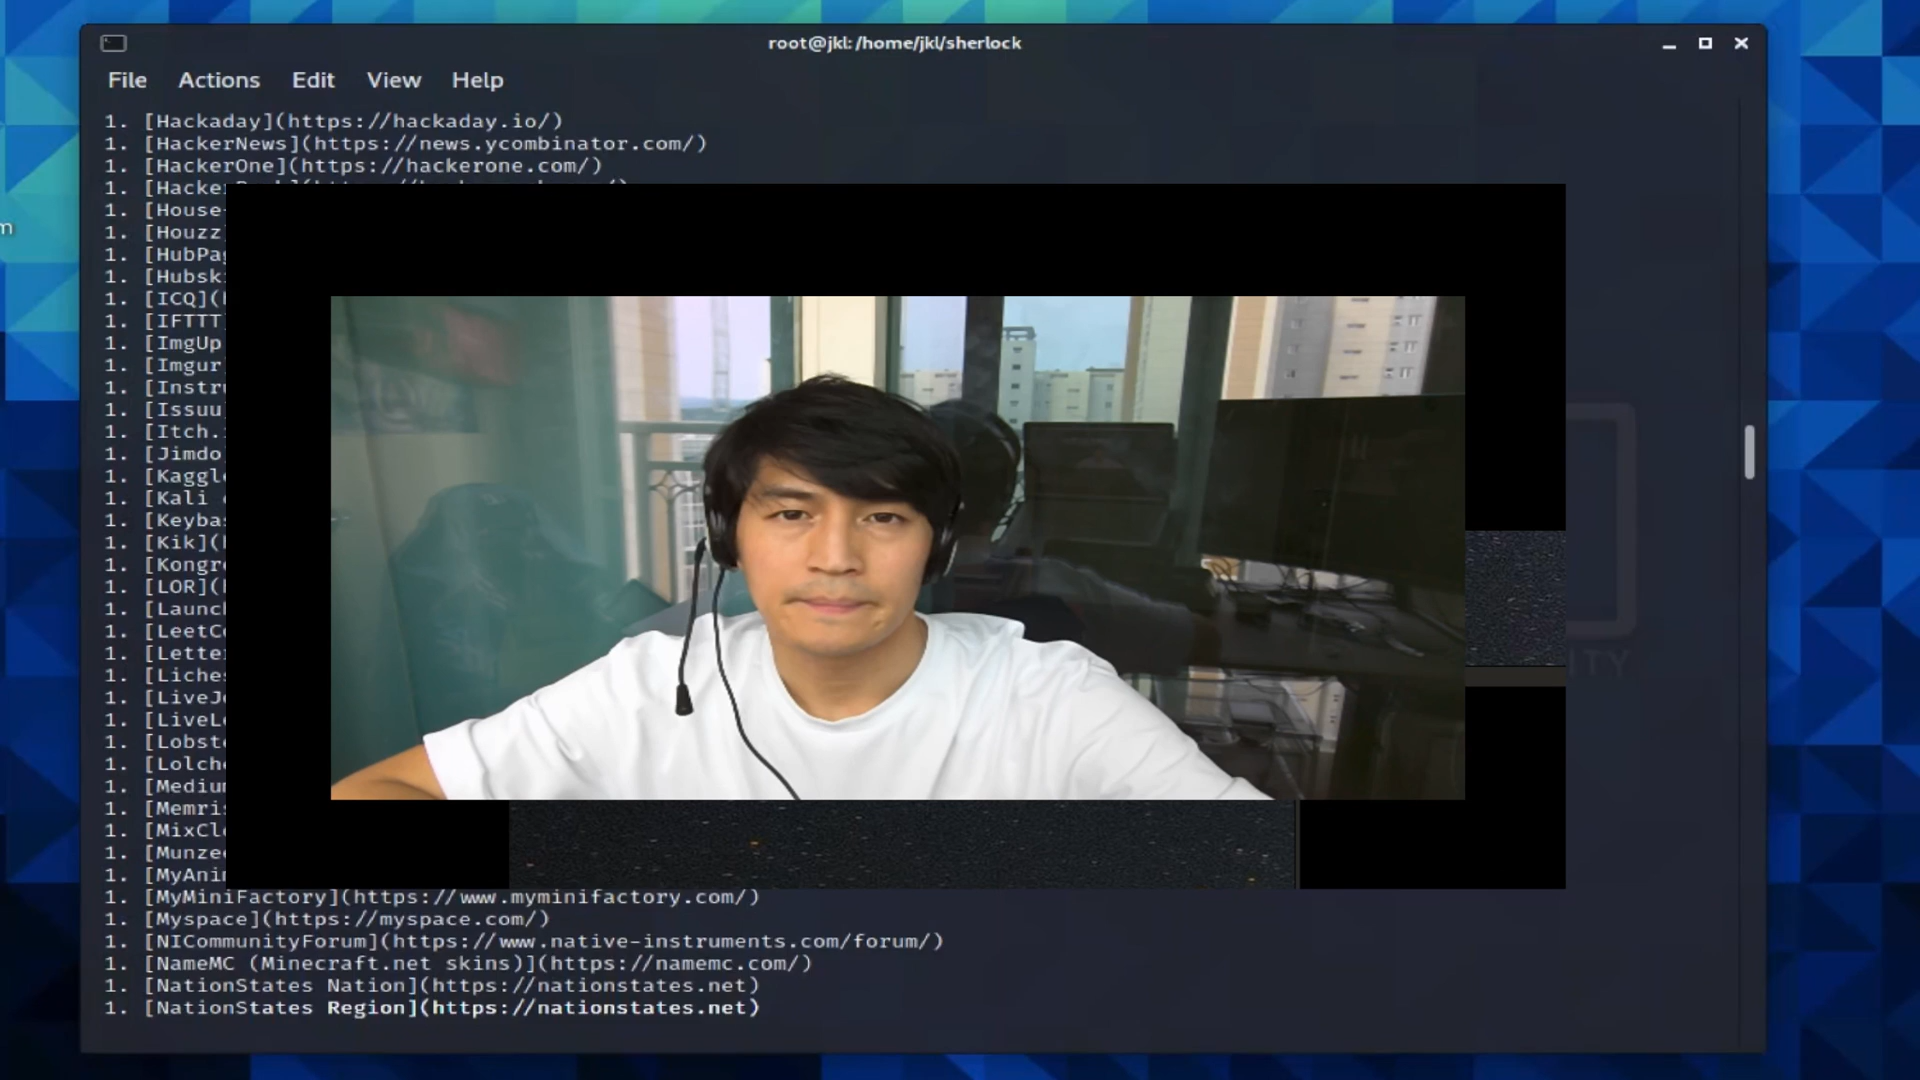 root@jkl:/home/jkl/sherlock
File Actions Edit View Help
1. [Hackaday](https://hackaday.io/)
1. [HackerNews](https://news.ycombinator.com/)
1. [HackerOne](https://hackerone.com/)
1. [Hacke
1. [House
1. [Houzz
1. [HubPag
1. [Hubsk
1. [ICQ](
1. [IFTTT
1. [ImgUp
1. [Imgur
1. [Instru
1. [Issuu
1. [Itch.
1. [Jimdo
1. [Kaggl
1. [Kali
1. [Keyba
1. [Kik](
1. [Kongr
1. [LOR](
1. [Launc
1. [LeetC
1. [Lette
1. [Liche
1. [LiveJ
1. [LiveL
1. [Lobst
1. [Lolch
1. [Mediu
1. [Memri
1. [MixCl
1. [Munze
1. [MyAni
1. [MyMiniFactory](https://www.myminifactory.com/)
1. [Myspace](https://myspace.com/)
1. [NICommunityForum](https://www.native-instruments.com/forum/)
1. [NameMC (Minecraft.net skins)](https://namemc.com/)
1. [NationStates Nation](https://nationstates.net)
1. [NationStates Region](https://nationstates.net)